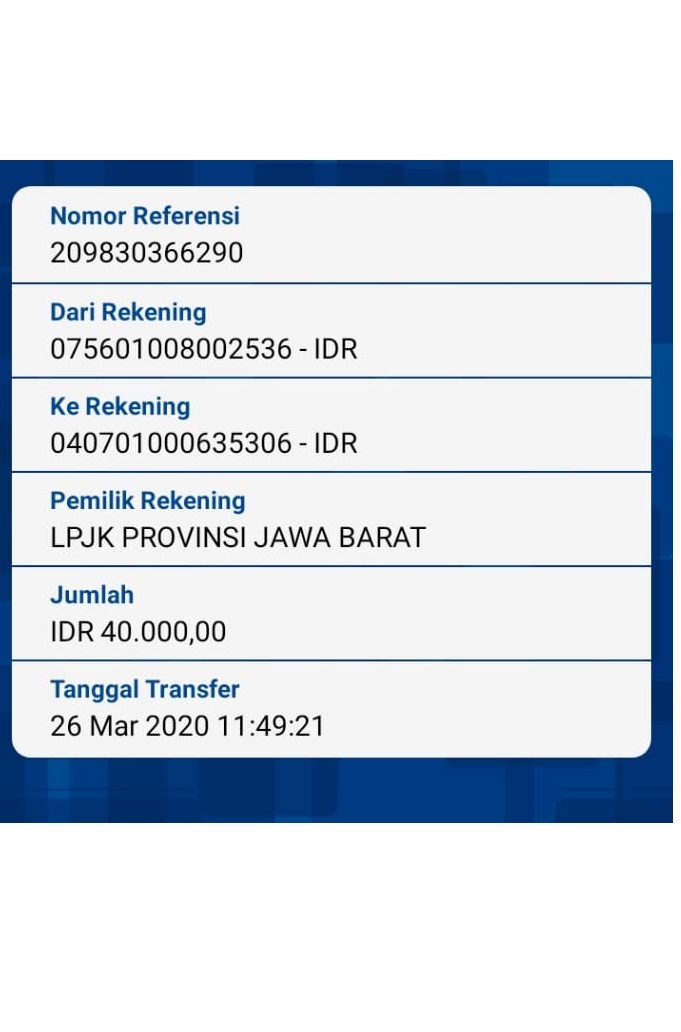 Nomor Referensi
209830366290
Dari Rekening
075601008002536 - IDR
Ke Rekening
040701000635306 - IDR
Pemilik Rekening
LPJK PROVINSI JAWA BARAT
Jumlah
IDR 40.000,00
Tanggal Transfer
26 Mar 2020 11:49:21